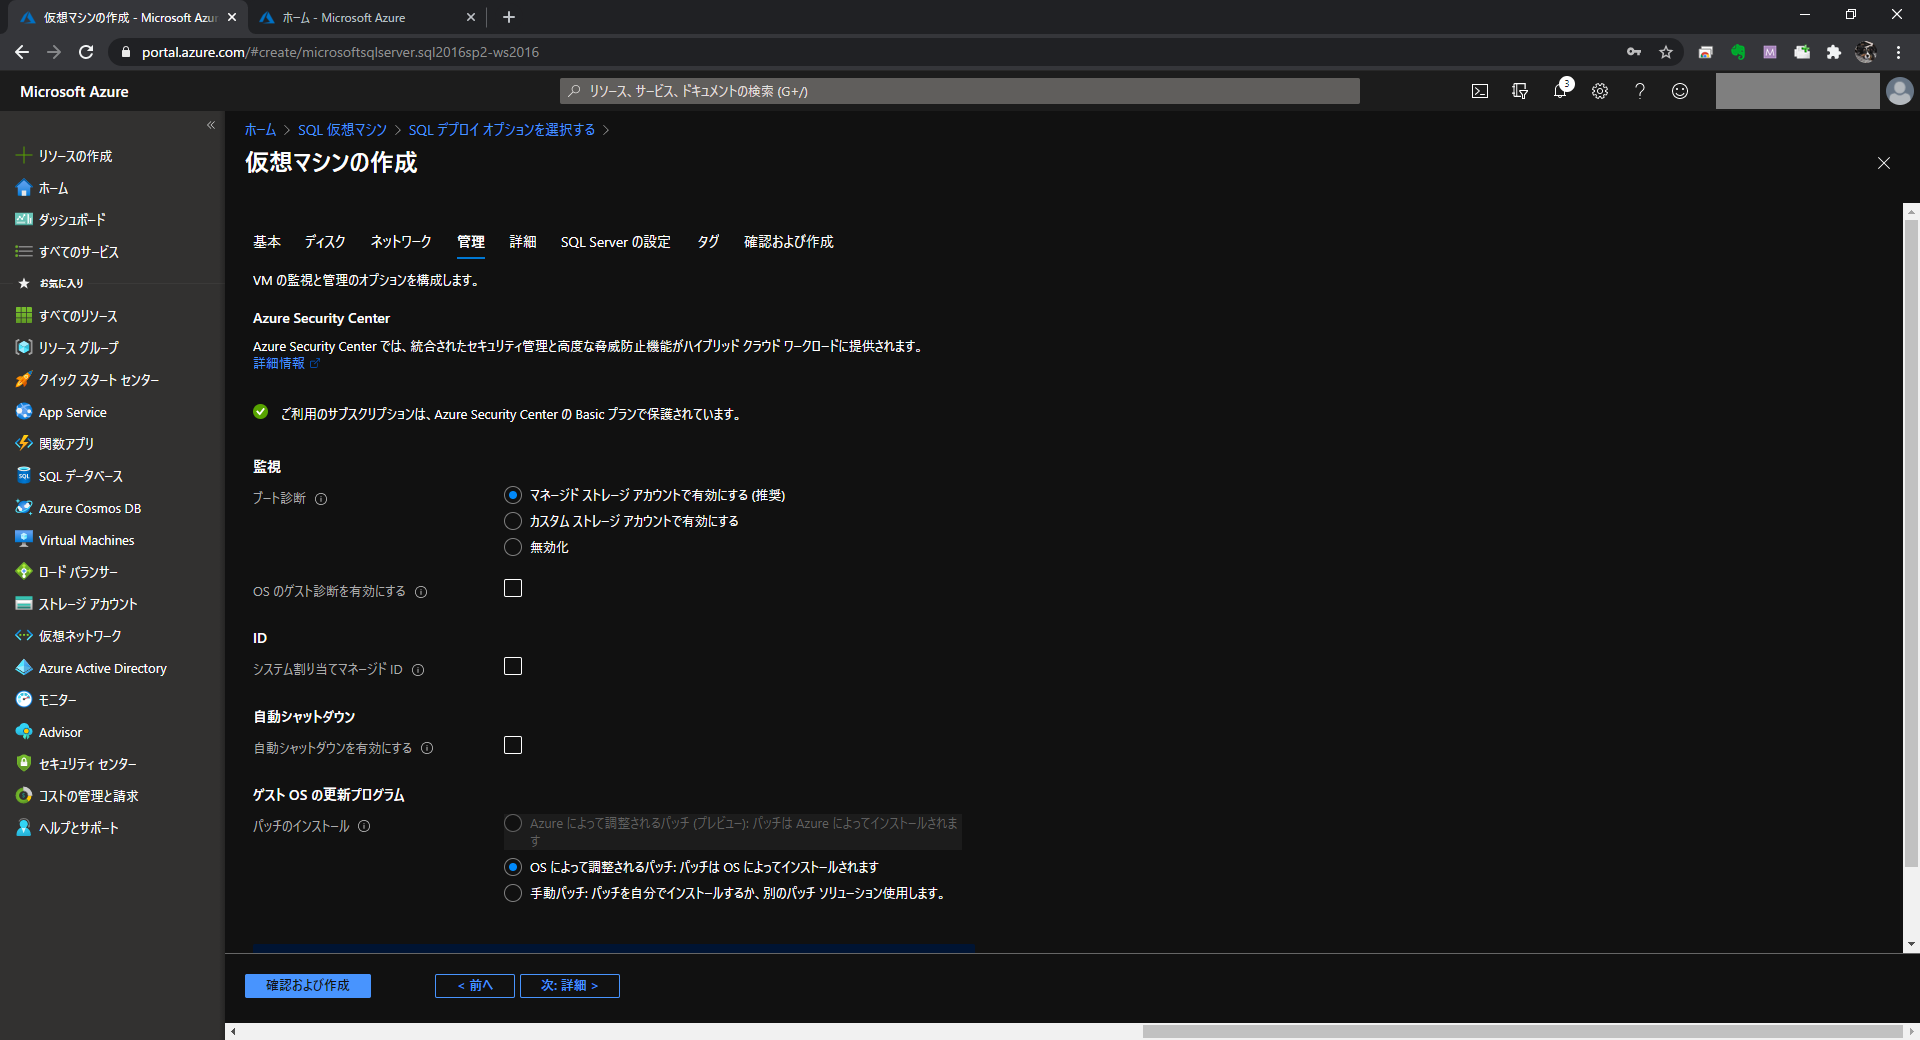 仮想マシンの作成 - Microsoft Azur
ホーム - Microsoft Azure
portal.azure.com/#create/microsoftsqlserver.sql2016sp2-ws2016
M
Microsoft Azure
リソース、サービス、ドキュメントの検索 (G+/)
3
«
リソースの作成
ホーム
ダッシュボード
すべてのサービス
お気に入り
すべてのリソース
リソース グループ
クイック スタート センター
App Service
関数アプリ
SQL データベース
Azure Cosmos DB
Virtual Machines
ロード バランサー
ストレージ アカウント
仮想ネットワーク
Azure Active Directory
モニター
Advisor
セキュリティ センター
コストの管理と請求
ヘルプとサポート
ホーム > SQL 仮想マシン > SQL デプロイ オプションを選択する >
仮想マシンの作成
基本 ディスク ネットワーク 管理 詳細 SQL Server の設定 タグ 確認および作成
VM の監視と管理のオプションを構成します。
Azure Security Center
Azure Security Center では、統合されたセキュリティ管理と高度な脅威防止機能がハイブリッド クラウド ワークロードに提供されます。
詳細情報
ご利用のサブスクリプションは、Azure Security Center の Basic プランで保護されています。
監視
ブート診断
マネージド ストレージ アカウントで有効にする (推奨)
カスタム ストレージ アカウントで有効にする
無効化
OS のゲスト診断を有効にする
ID
システム割り当てマネージド ID
自動シャットダウン
自動シャットダウンを有効にする
ゲスト OS の更新プログラム
パッチのインストール
Azure によって調整されるパッチ (プレビュー): パッチは Azure によってインストールされま
す
OS によって調整されるパッチ: パッチは OS によってインストールされます
手動パッチ: パッチを自分でインストールするか、別のパッチ ソリューション使用します。
確認および作成
< 前へ
次: 詳細 >